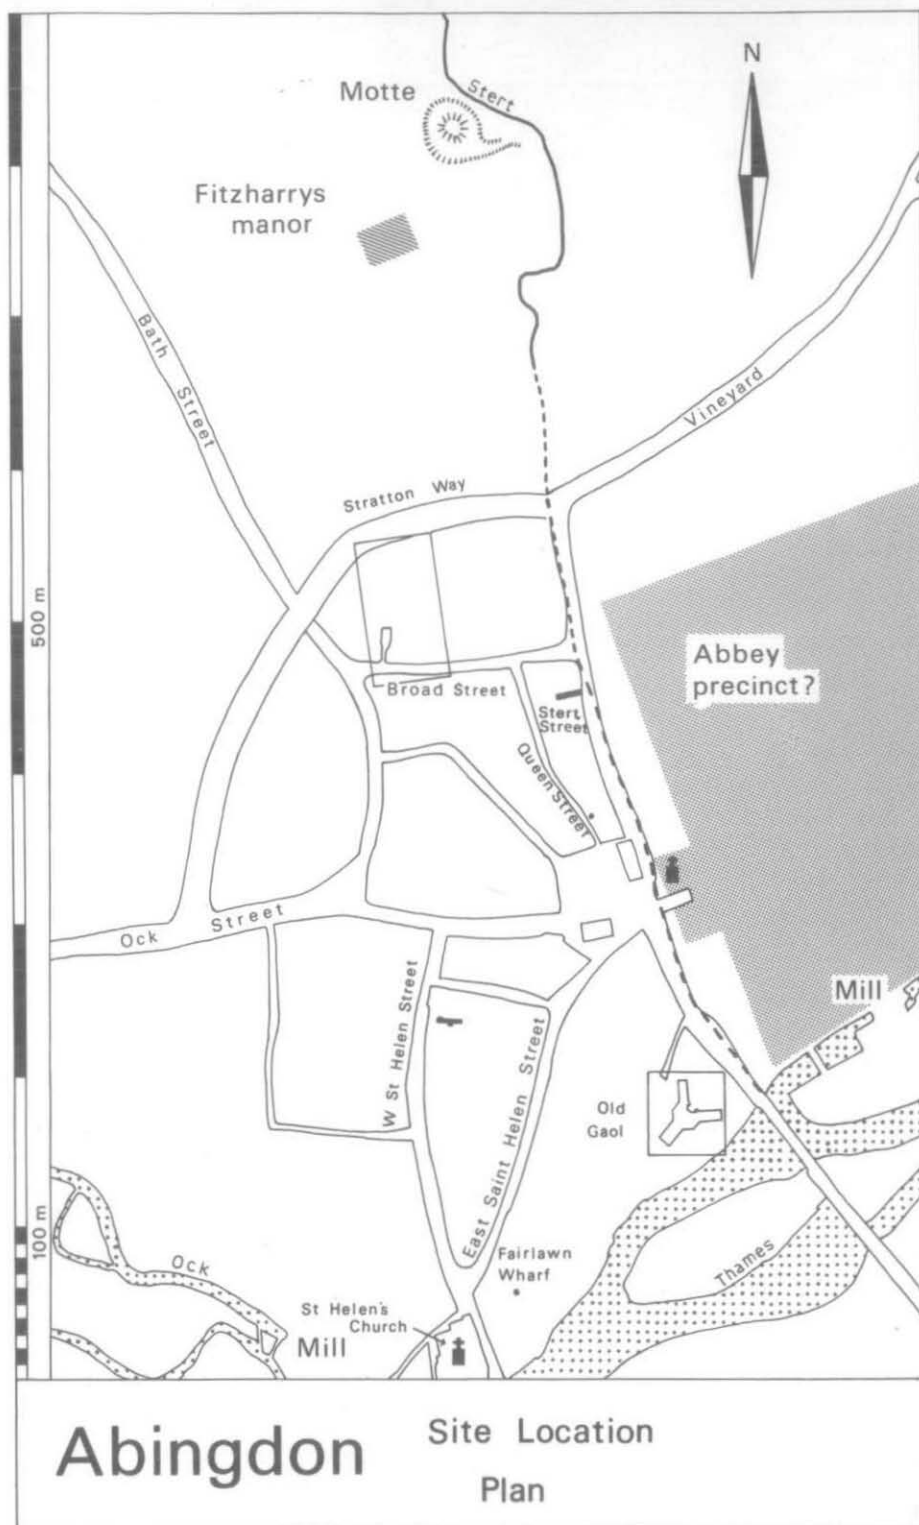 N
Motte
Stert
Fitzharrys
manor
Bath Street
Vineyard
Stratton Way
500 m
Abbey
precinct?
Broad Street
Stert
Street
Queen Street
Ock Street
Mill
W St Helen Street
East Saint Helen Street
Old
Gaol
100 m
Ock
Thames
Fairlawn
Wharf
St Helen's
Church
Mill
Abingdon
Site Location
Plan